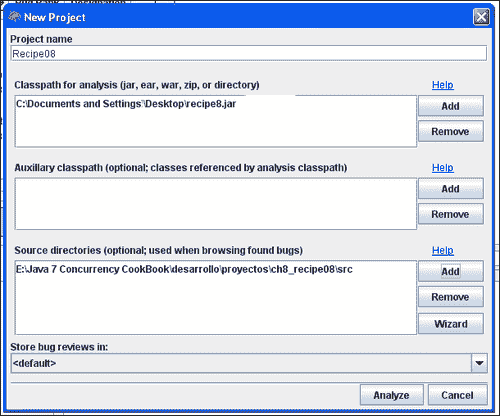 New Project
Project name
Recipe08
Classpath for analysis (jar, ear, war, zip, or directory)
Help
C:\Documents and Settings'\Desktop\recipe8.jar
Add
Remove
Auxillary classpath (optional; classes referenced by analysis classpath)
Help
Add
Remove
Source directories (optional; used when browsing found bugs)
Help
E:\Java 7 Concurrency CookBook\desarrollo\proyectos\ch8_recipe08\src
Add
Remove
Wizard
Store bug reviews in:
<default>
Analyze
Cancel